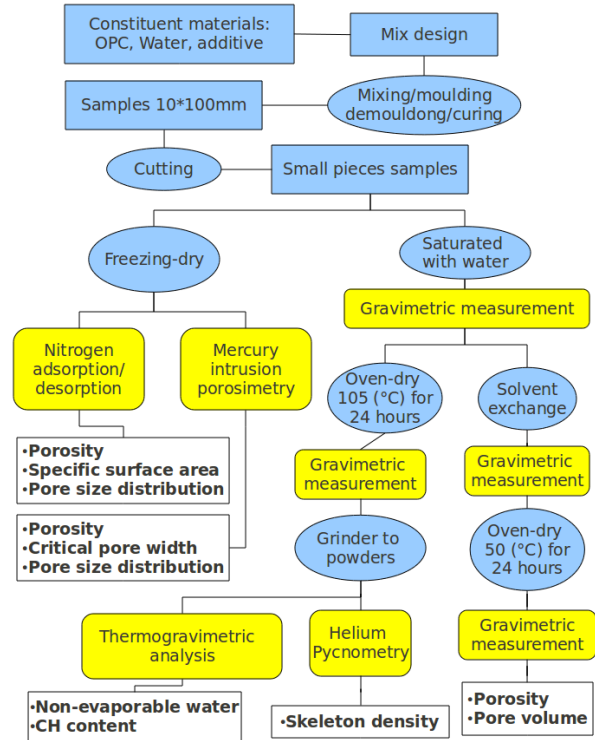 Constituent materials:
OPC, Water, additive
Mix design
Samples 10*100mm
Mixing/moulding
demouldong/curing
Cutting
Small pieces samples
Freezing-dry
Saturated
with water
Gravimetric measurement
Nitrogen
adsorption/
desorption
Mercury
intrusion
porosimetry
Oven-dry
105 (°C) for
24 hours
Solvent
exchange
•Porosity
•Specific surface area
•Pore size distribution
Gravimetric
measurement
Gravimetric
measurement
•Porosity
•Critical pore width
•Pore size distribution
Grinder to
powders
Oven-dry
50 (°C) for
24 hours
Thermogravimetric
analysis
Helium
Pycnometry
Gravimetric
measurement
•Non-evaporable water
•CH content
•Skeleton density
•Porosity
•Pore volume